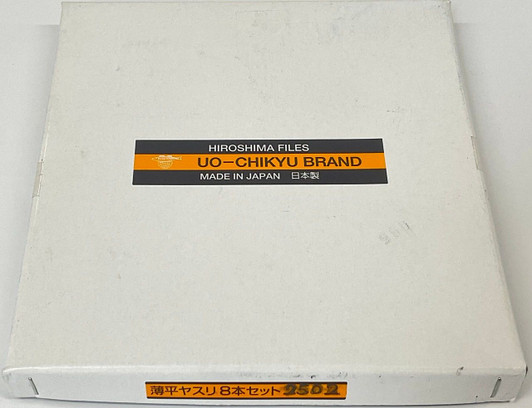 HIROSHIMA FILES
UO-CHIKYU BRAND
MADE IN JAPAN 日本製
薄平ヤスリ8本セット 2502